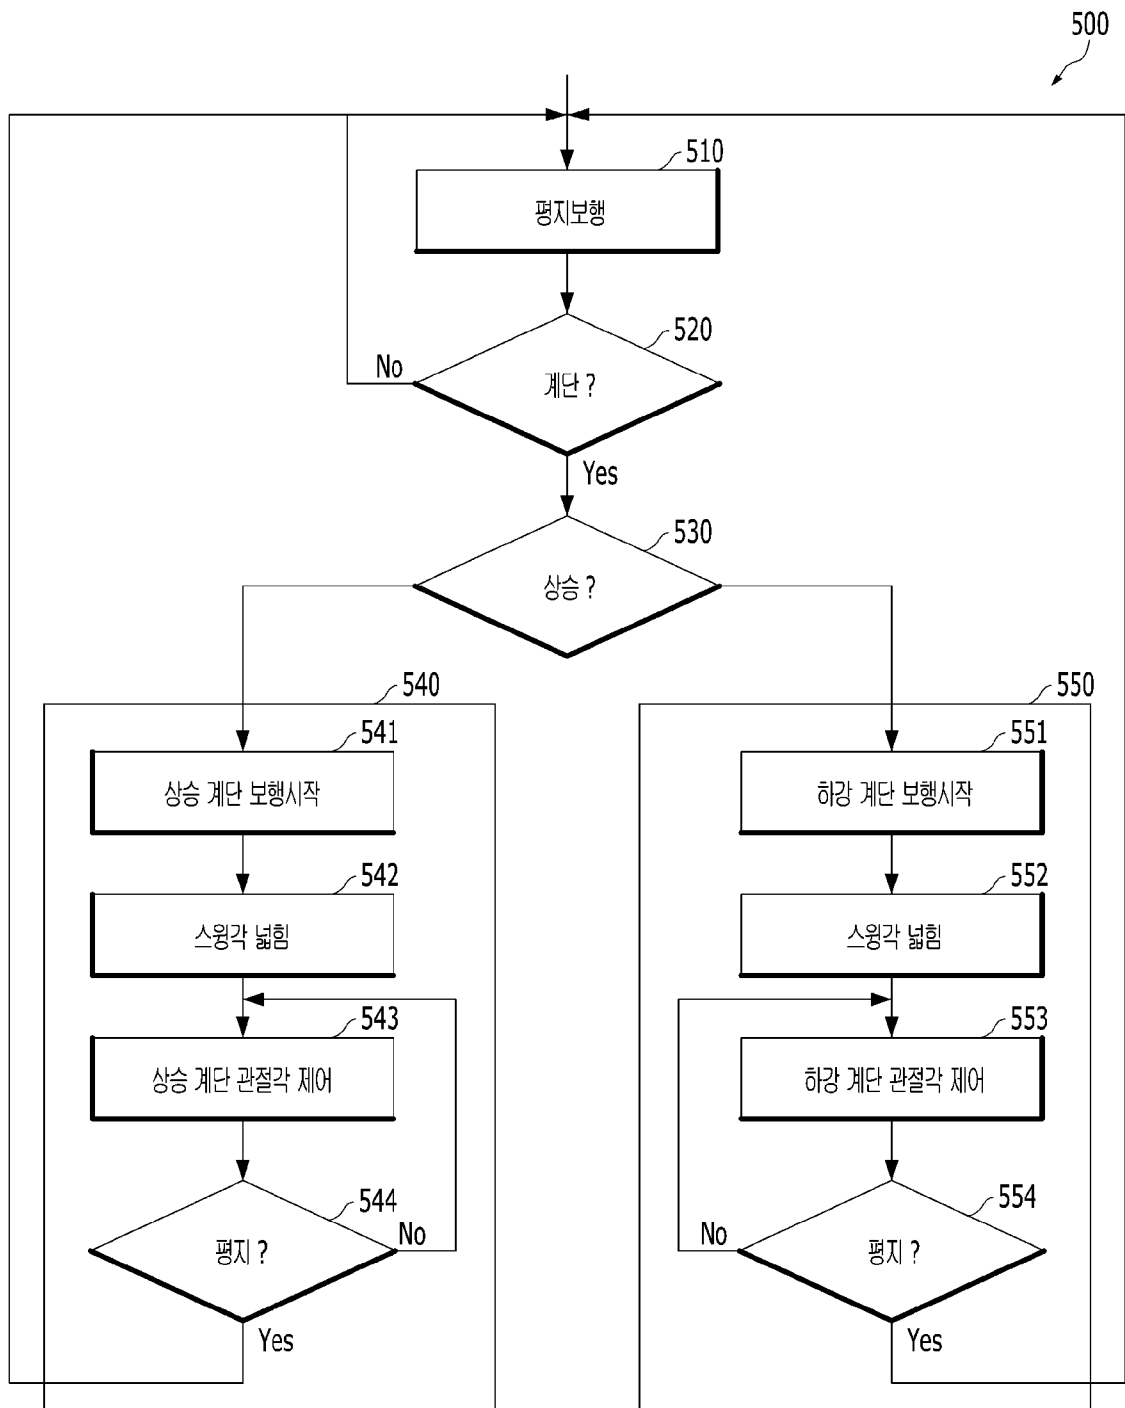 500
510
평지보행
520
계단 ?
No
Yes
530
상승 ?
540
541
상승 계단 보행시작
542
스윙각 넓힘
543
상승 계단 관절각 제어
544
평지 ?
No
Yes
550
551
하강 계단 보행시작
552
스윙각 넓힘
553
하강 계단 관절각 제어
554
평지 ?
No
Yes